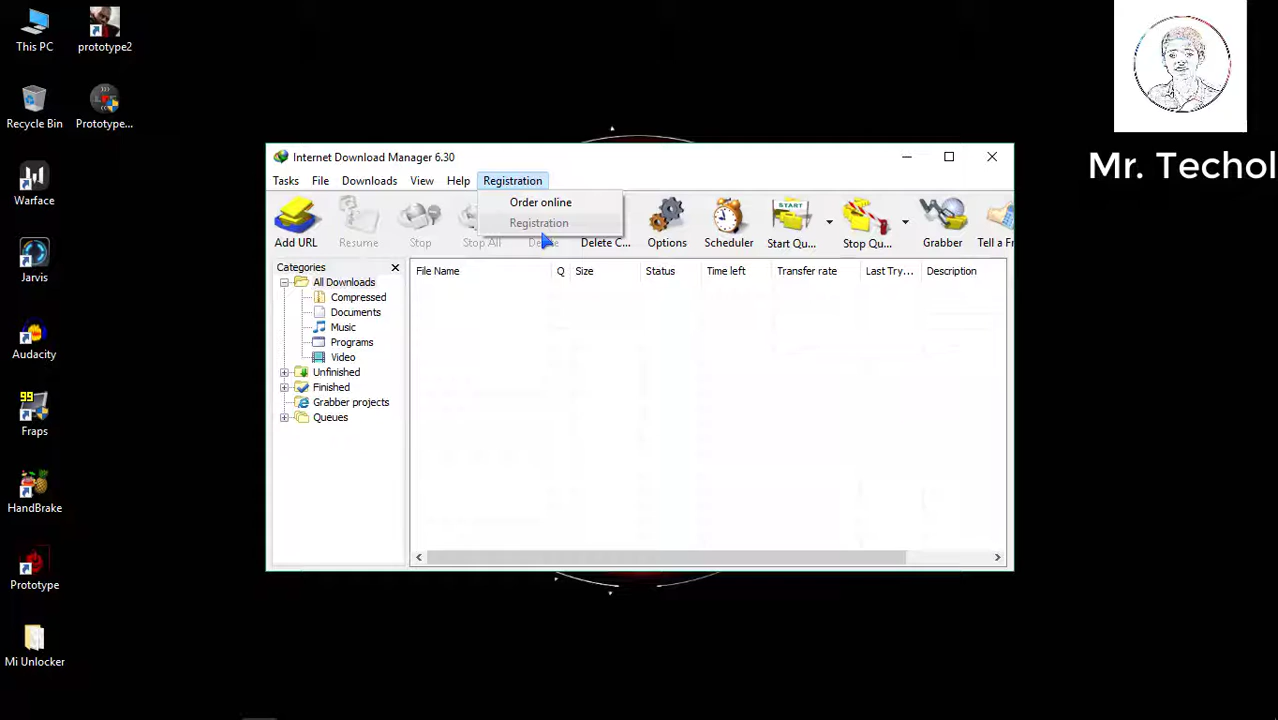 This PC
prototype2
Recycle Bin
Prototype...
Warface
Jarvis
Audacity
99
Fraps
HandBrake
Prototype
Mi Unlocker
Mr. Techol
Internet Download Manager 6.30
Tasks File Downloads View Help Registration
Order online
Registration
Add URL Resume Stop Stop All Delete C... Options Scheduler Start Qu... Stop Qu... Grabber Tell a Fr
START
Categories
All Downloads
Compressed
Documents
Music
Programs
Video
Unfinished
Finished
Grabber projects
Queues
File Name Q Size Status Time left Transfer rate Last Try... Description